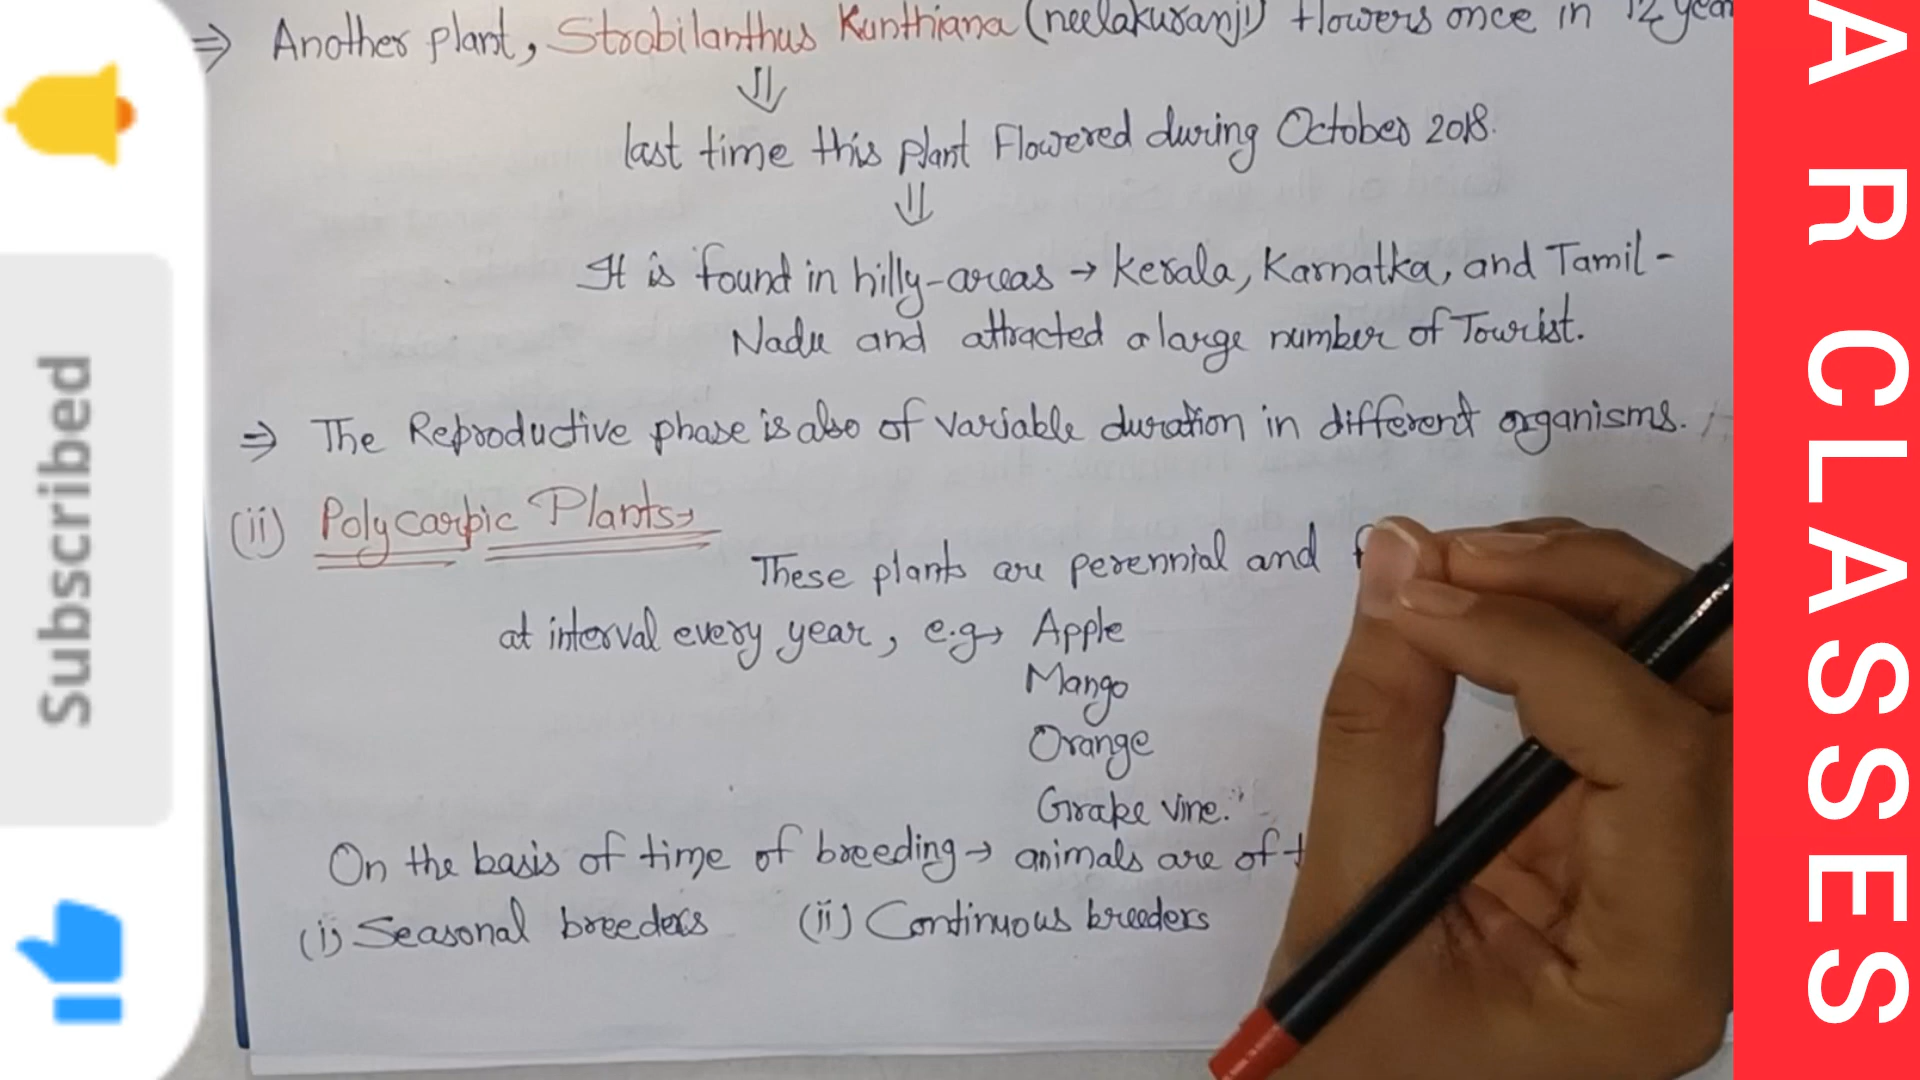 ⇒ Another plant, Strobilanthus Kunthiana (neelakuranji) flowers once in 12 year
⇓
last time this plant Flowered during October 2018.
⇓
It is found in hilly-areas → Kerala, Karnatka, and Tamil-
Nadu and attracted a large number of Tourist.
⇒ The Reproductive phase is also of variable duration in different organisms.
(ii) Polycarpic Plants→
These plants are perennial and
at interval every year, e.g→ Apple
Mango
Orange
Grape vine.
On the basis of time of breeding → animals are of
(i) Seasonal breeders (ii) Continuous breeders
Subscribed
A R CLASSES